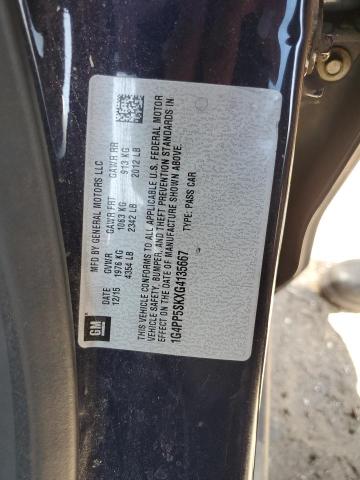 MFD BY GENERAL MOTORS LLC
DATE GVWR GAWR FRT GAWR RR
12/15 1976 KG 1063 KG 913 KG
4354 LB 2342 LB 2012 LB
THIS VEHICLE CONFORMS TO ALL APPLICABLE U.S. FEDERAL MOTOR
VEHICLE SAFETY, BUMPER, AND THEFT PREVENTION STANDARDS IN
EFFECT ON THE DATE OF MANUFACTURE SHOWN ABOVE.
1G4PP5SKXG4135667 TYPE: PASS CAR
GM